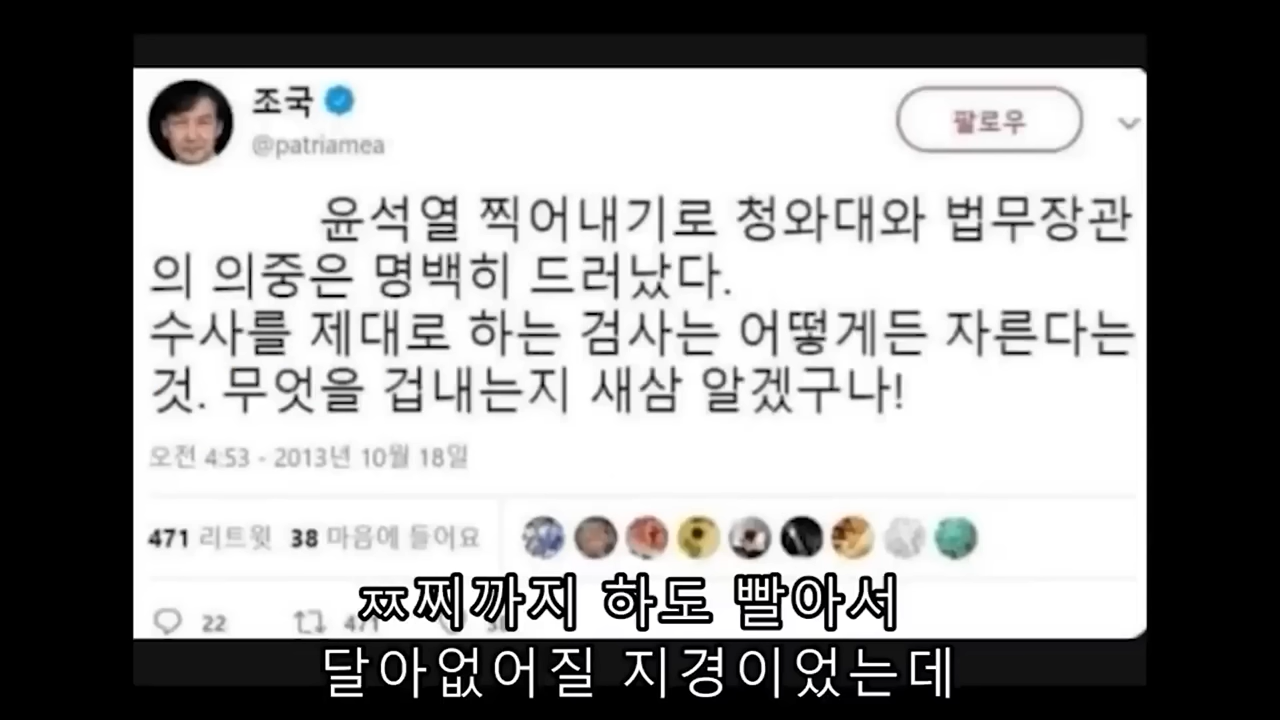 조국
@patriamea
팔로우
윤석열 찍어내기로 청와대와 법무장관
의 의중은 명백히 드러났다.
수사를 제대로 하는 검사는 어떻게든 자른다는
것. 무엇을 겁내는지 새삼 알겠구나!
오전 4:53 - 2013년 10월 18일
471 리트윗 38 마음에 들어요
22 471
ㅉ찌까지 하도 빨아서
달아없어질 지경이었는데